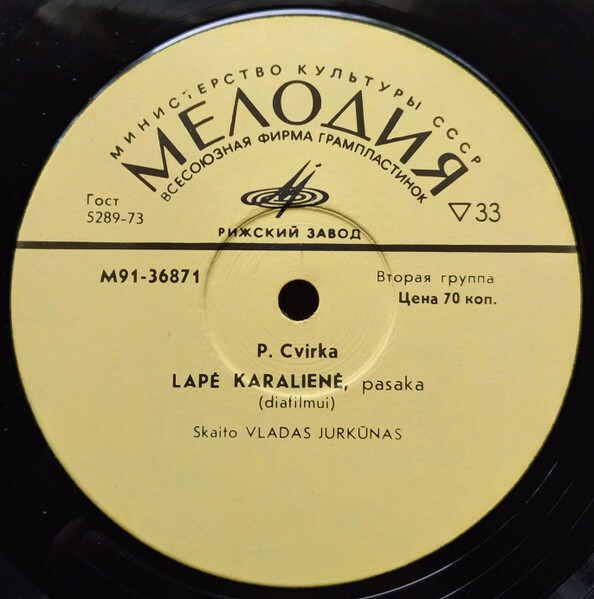 МИНИСТЕРСТВО КУЛЬТУРЫ СССР
МЕЛОДИЯ
ВСЕСОЮЗНАЯ ФИРМА ГРАМПЛАСТИНОК
Гост
5289-73
▽33
РИЖСКИЙ ЗАВОД
М91-36871
Вторая группа
Цена 70 коп.
P. Cvirka
LAPĖ KARALIENĖ, pasaka
(diafilmui)
Skaito VLADAS JURKŪNAS